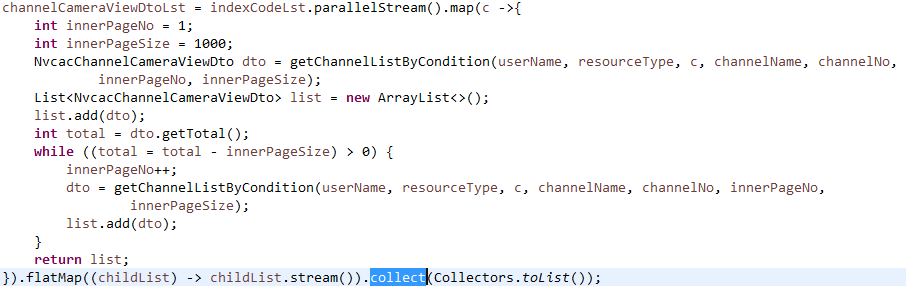 channelCameraViewDtoLst = indexCodeLst.parallelStream().map(c ->{
    int innerPageNo = 1;
    int innerPageSize = 1000;
    NvcacChannelCameraViewDto dto = getChannelListByCondition(userName, resourceType, c, channelName, channelNo,
            innerPageNo, innerPageSize);
    List<NvcacChannelCameraViewDto> list = new ArrayList<>();
    list.add(dto);
    int total = dto.getTotal();
    while ((total = total - innerPageSize) > 0) {
        innerPageNo++;
        dto = getChannelListByCondition(userName, resourceType, c, channelName, channelNo, innerPageNo,
                innerPageSize);
        list.add(dto);
    }
    return list;
}).flatMap((childList) -> childList.stream()).collect(Collectors.toList());